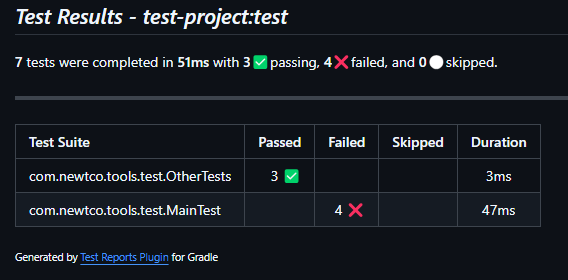 Test Results - test-project:test
7 tests were completed in 51ms with 3 ✅ passing, 4 ❌ failed, and 0 ⚪ skipped.
Test Suite Passed Failed Skipped Duration
com.newtco.tools.test.OtherTests 3 ✅ 3ms
com.newtco.tools.test.MainTest 4 ❌ 47ms
Generated by Test Reports Plugin for Gradle